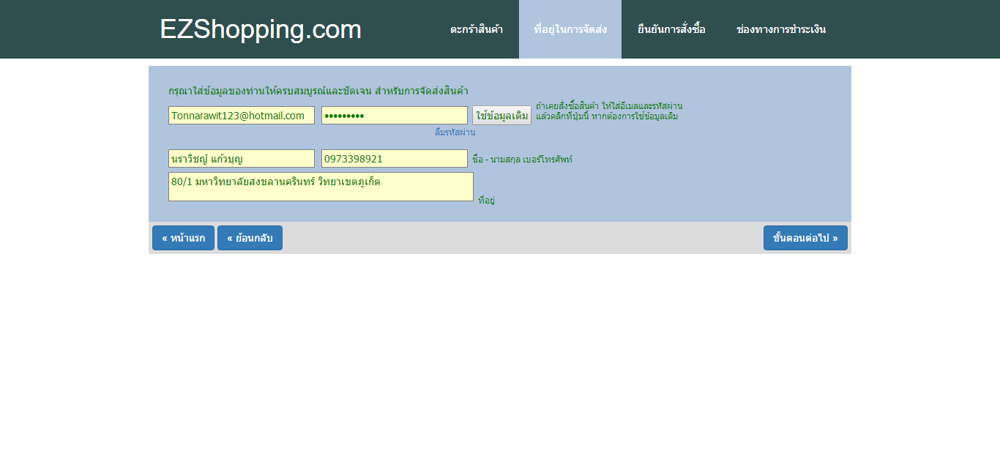 EZShopping.com
ตะกร้าสินค้า
ที่อยู่ในการจัดส่ง
ยืนยันการสั่งซื้อ
ช่องทางการชำระเงิน
กรุณาใส่ข้อมูลของท่านให้ครบสมบูรณ์และชัดเจน สำหรับการจัดส่งสินค้า
Tonnarawit123@hotmail.com
•••••••••
ใช้ข้อมูลเดิม
ถ้าเคยสั่งซื้อสินค้า ให้ใส่อีเมลและรหัสผ่าน
แล้วคลิกที่ปุ่มนี้ หากต้องการใช้ข้อมูลเดิม
ลืมรหัสผ่าน
นราวิชญ์ แก้วบุญ
0973398921
ชื่อ - นามสกุล เบอร์โทรศัพท์
80/1 มหาวิทยาลัยสงขลานครินทร์ วิทยาเขตภูเก็ต
ที่อยู่
« หน้าแรก
« ย้อนกลับ
ขั้นตอนต่อไป »